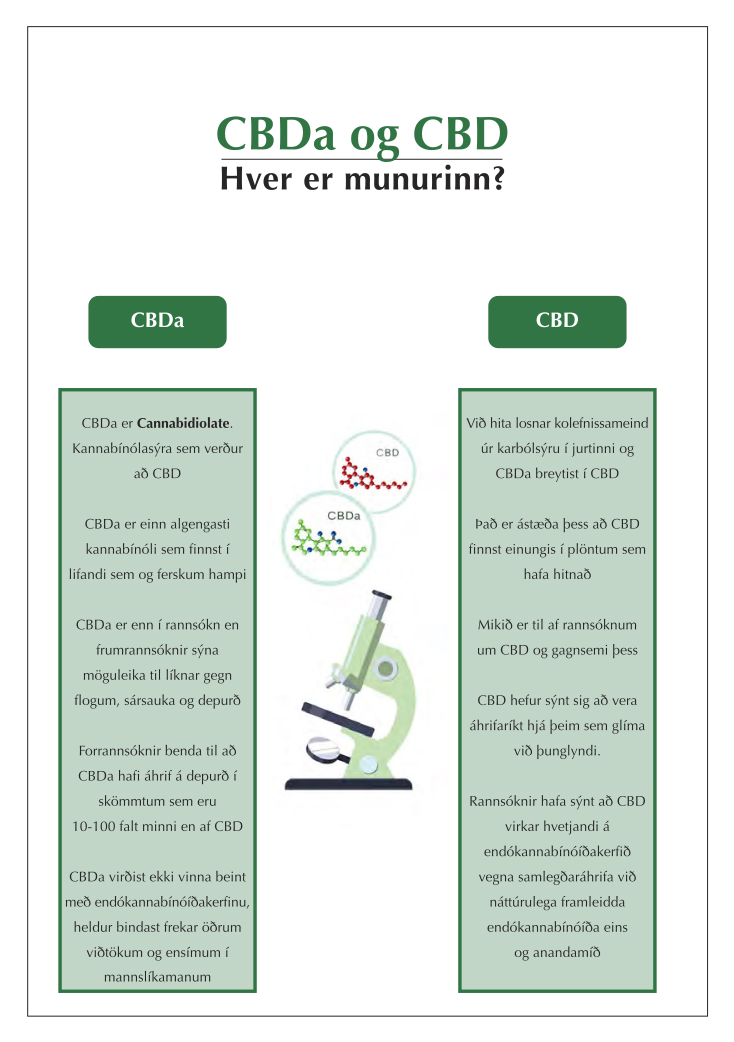 CBDa og CBD
Hver er munurinn?
CBDa
CBDa er Cannabidiolate.
Kannabínólasýra sem verður
að CBD
CBDa er einn algengasti
kannabínóli sem finnst í
lifandi sem og ferskum hampi
CBDa er enn í rannsókn en
frumrannsóknir sýna
möguleika til líknar gegn
flogum, sársauka og depurð
Forrannsóknir benda til að
CBDa hafi áhrif á depurð í
skömmtum sem eru
10-100 falt minni en af CBD
CBDa virðist ekki vinna beint
með endókannabínóíðakerfinu,
heldur bindast frekar öðrum
viðtökum og ensímum í
mannslíkamanum
CBD
CBDa
CBD
Við hita losnar kolefnissameind
úr karbólsýru í jurtinni og
CBDa breytist í CBD
Það er ástæða þess að CBD
finnst einungis í plöntum sem
hafa hitnað
Mikið er til af rannsóknum
um CBD og gagnsemi þess
CBD hefur sýnt sig að vera
áhrifaríkt hjá þeim sem glíma
við þunglyndi.
Rannsóknir hafa sýnt að CBD
virkar hvetjandi á
endókannabínóíðakerfið
vegna samlegðaráhrifa við
náttúrulega framleidda
endókannabínóíða eins
og anandamíð